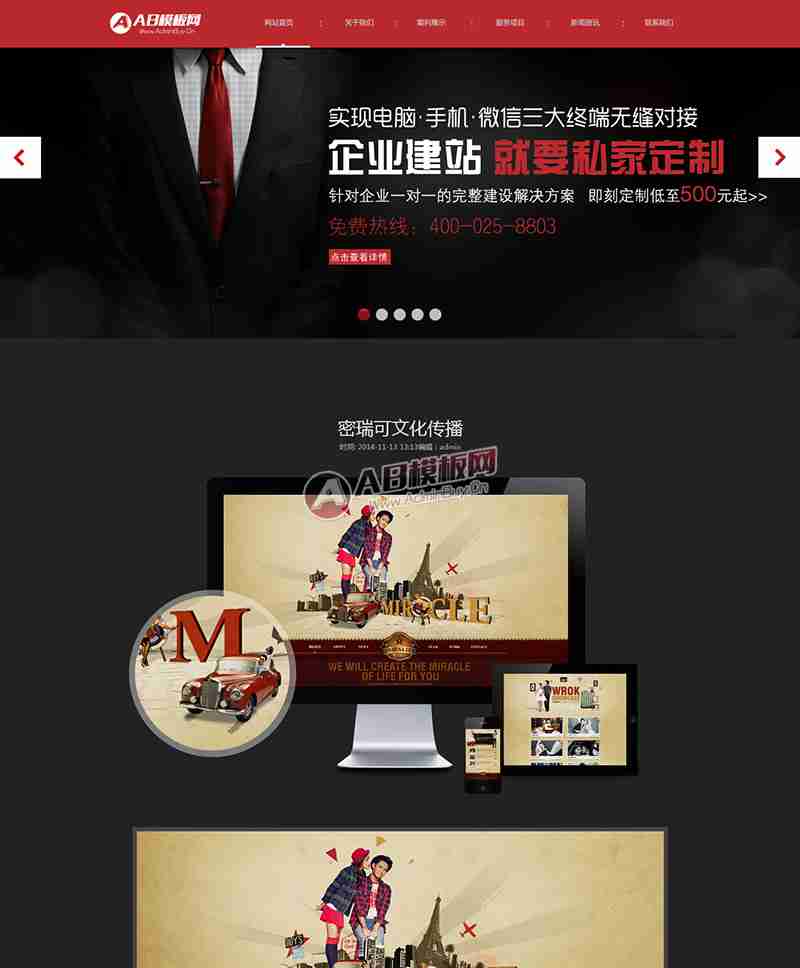 AB模板网
Www.AdminBuy.Cn
网站首页
关于我们
案例展示
服务项目
新闻资讯
联系我们
实现电脑·手机·微信三大终端无缝对接
企业建站 就要私家定制
针对企业一对一的完整建设解决方案 即刻定制低至500元起>>
免费热线：400-025-8803
点击查看详情
密瑞可文化传播
时间: 2014-11-13 13:13编辑：admin
AB模板网
www.AdminBuy.Cn
MIRACLE
WE WILL CREATE THE MIRACLE
OF LIFE FOR YOU
M
WROK